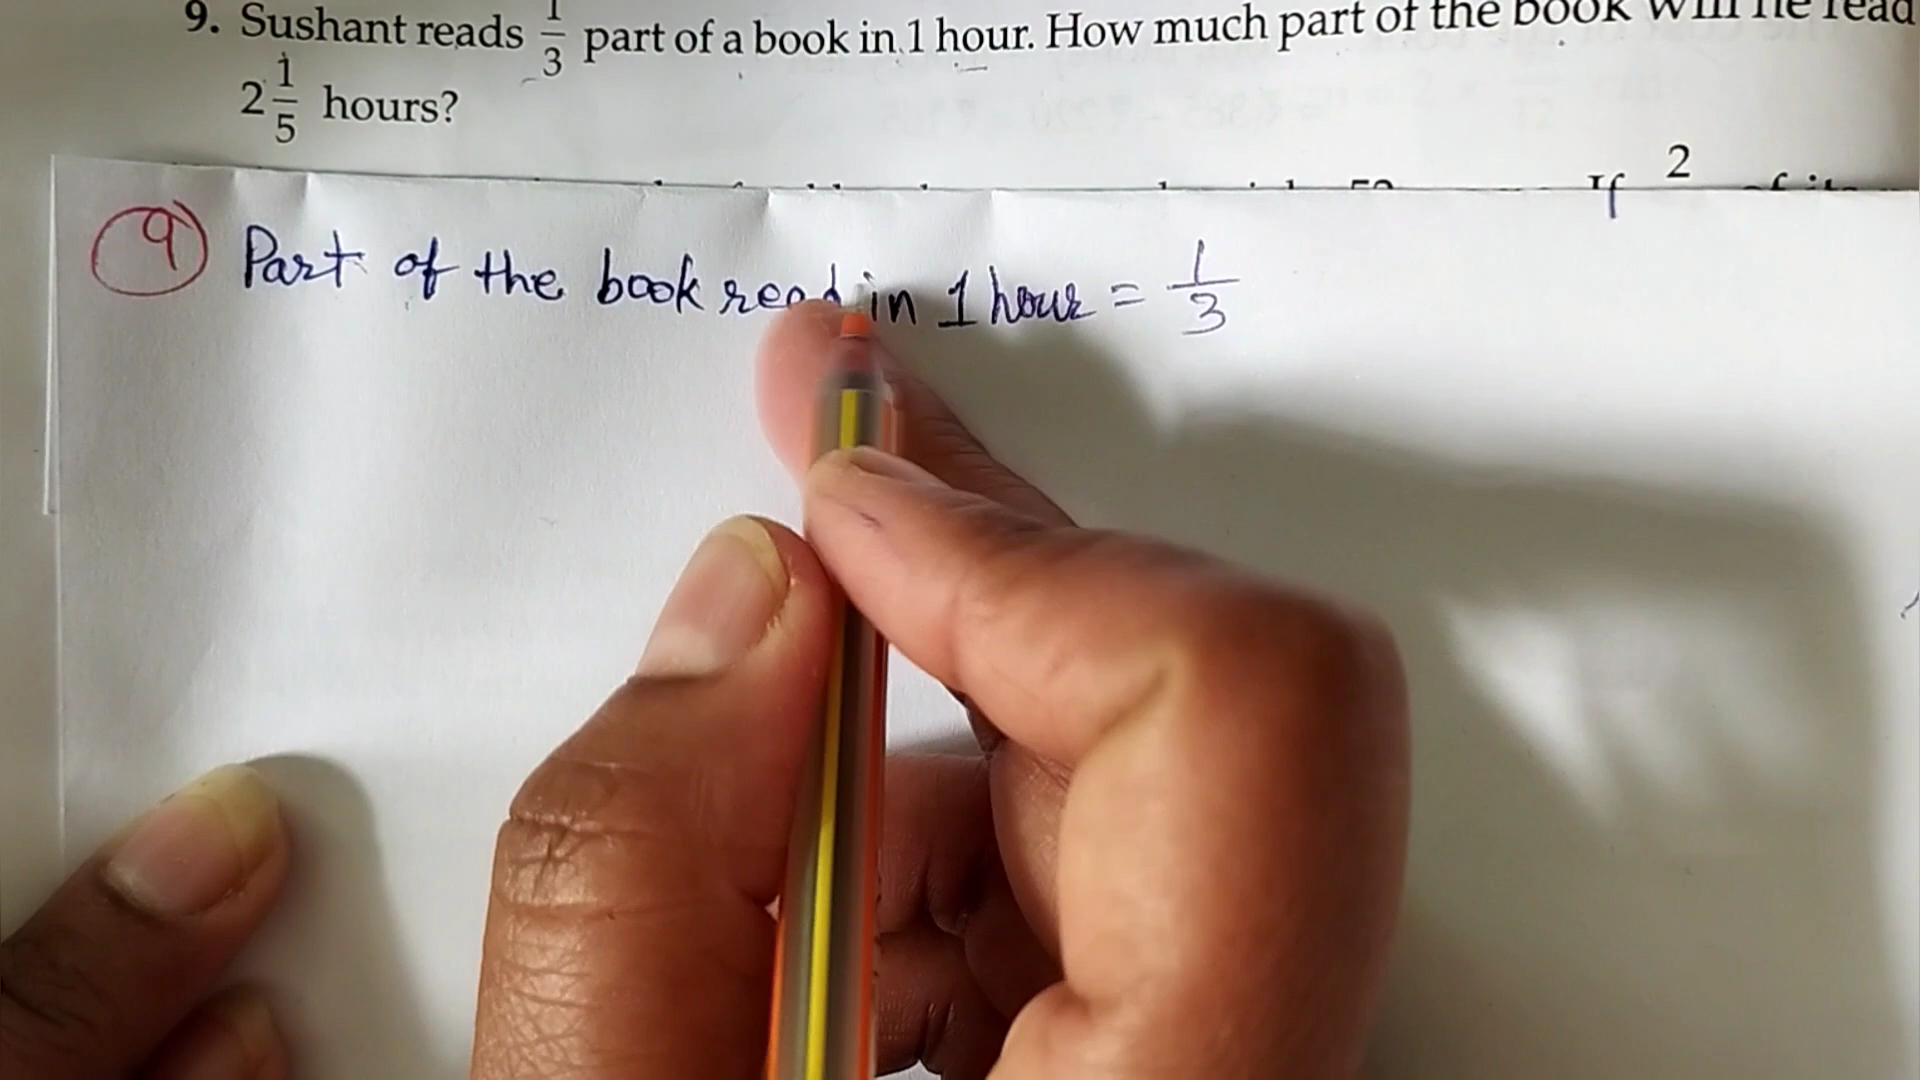 9. Sushant reads 1/3 part of a book in 1 hour. How much part of the book will he read
2 1/5 hours?
If 2
9) Part of the book read in 1 hour = 1/3